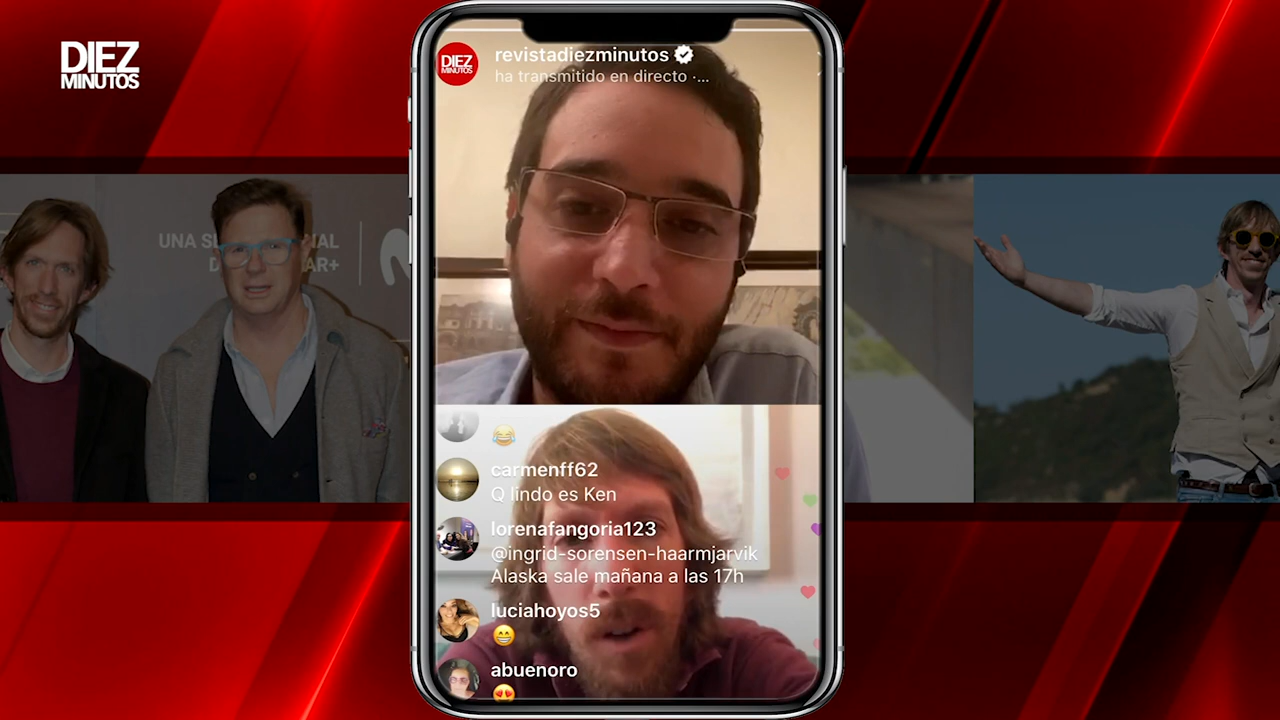 DIEZ
MINUTOS
DIEZ
MINUTOS
revistadiezminutos
ha transmitido en directo ·...
carmenff62
Q lindo es Ken
lorenafangoria123
@ingrid-sorensen-haarmjarvik
Alaska sale mañana a las 17h
luciahoyos5
abuenoro
UNA
AR+